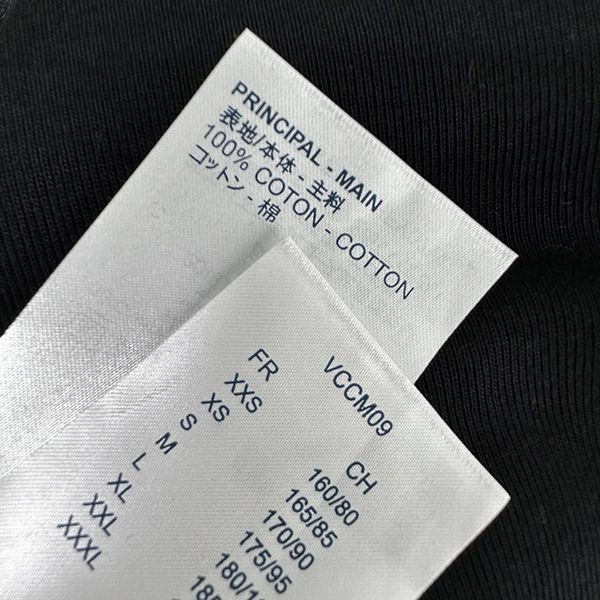 PRINCIPAL - MAIN
表地/本体 - 主料
100% COTON - COTTON
コットン - 棉
VCCM09
FR CH
XXS 160/80
XS 165/85
S 170/90
M 175/95
L
XL
XXL
XXXL